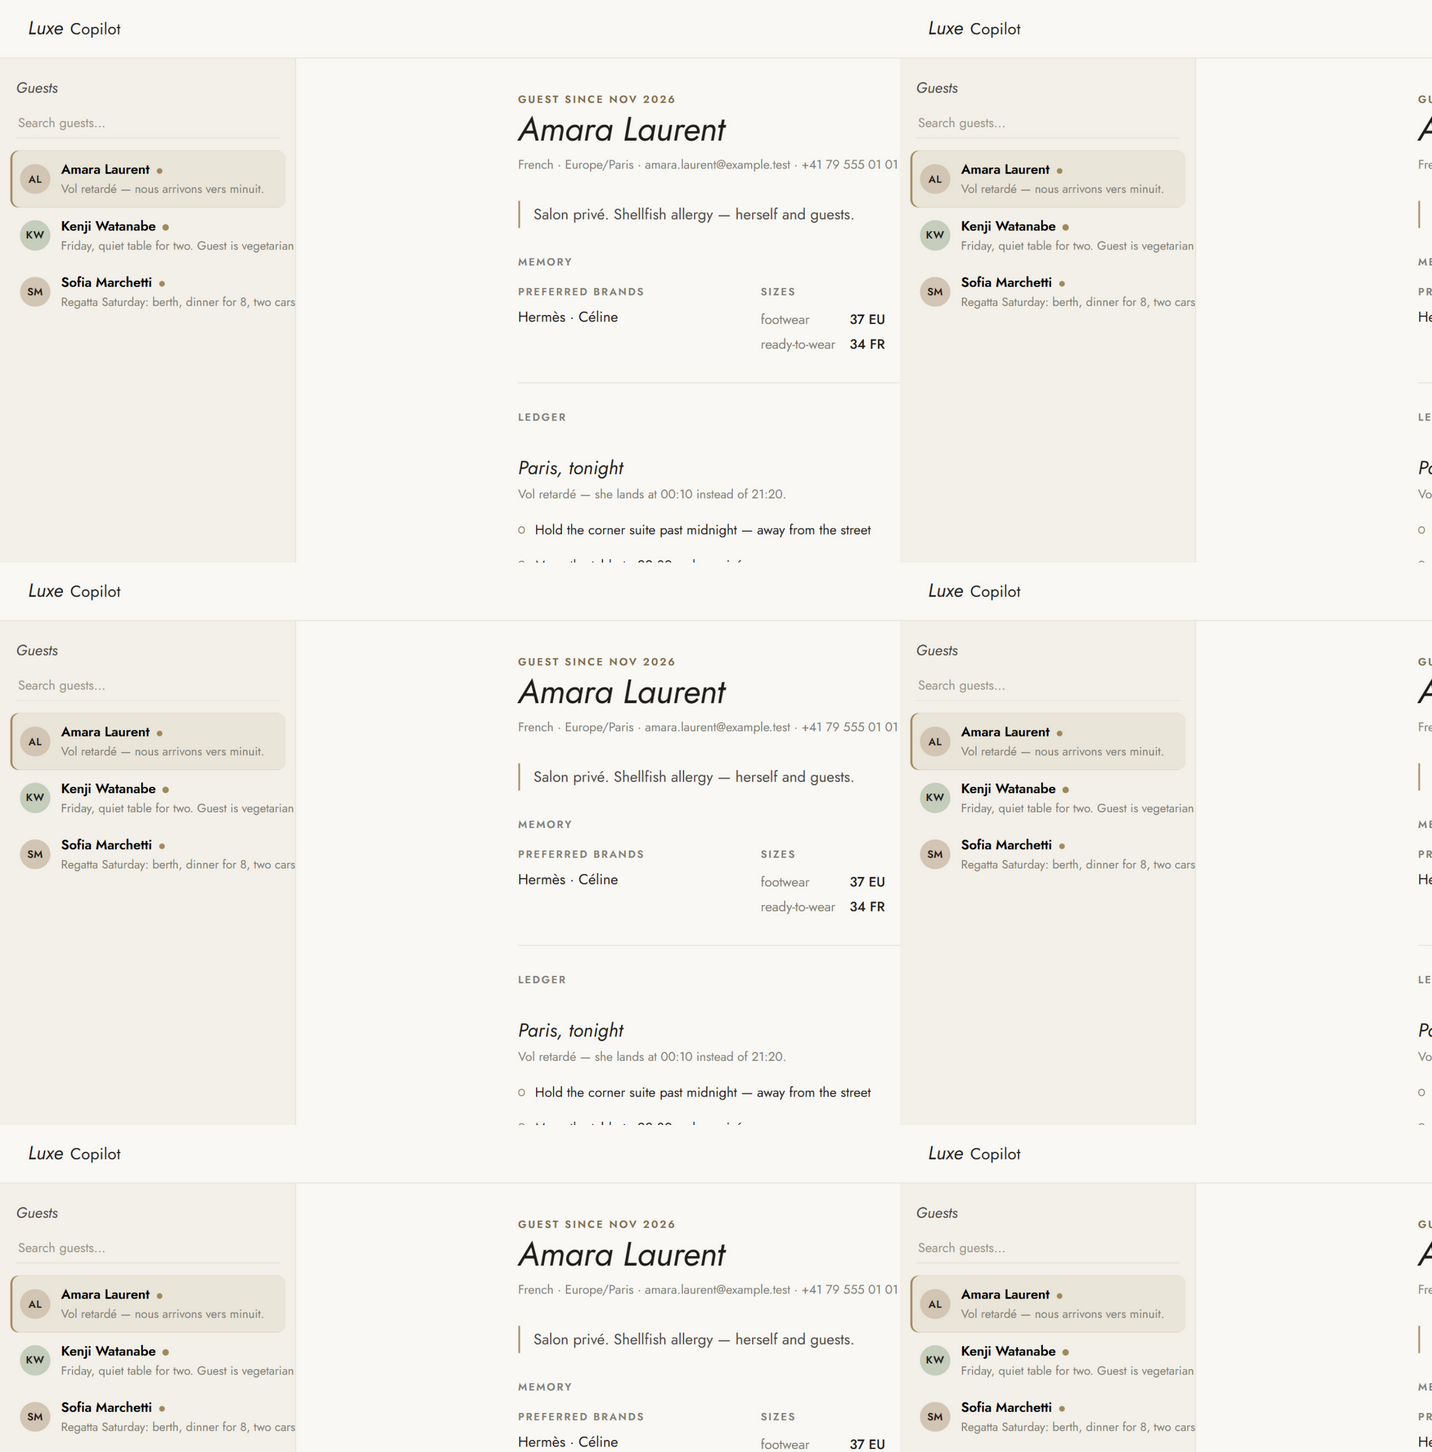 Luxe Copilot
Guests
Search guests...
AL
Amara Laurent
Vol retardé — nous arrivons vers minuit.
KW
Kenji Watanabe
Friday, quiet table for two. Guest is vegetarian
SM
Sofia Marchetti
Regatta Saturday: berth, dinner for 8, two cars
GUEST SINCE NOV 2026
Amara Laurent
French · Europe/Paris · amara.laurent@example.test · +41 79 555 01 01
Salon privé. Shellfish allergy — herself and guests.
MEMORY
PREFERRED BRANDS
Hermès · Céline
SIZES
footwear 37 EU
ready-to-wear 34 FR
LEDGER
Paris, tonight
Vol retardé — she lands at 00:10 instead of 21:20.
Hold the corner suite past midnight — away from the street
Luxe Copilot
Guests
Search guests...
AL
Amara Laurent
Vol retardé — nous arrivons vers minuit.
KW
Kenji Watanabe
Friday, quiet table for two. Guest is vegetarian
SM
Sofia Marchetti
Regatta Saturday: berth, dinner for 8, two cars
Luxe Copilot
Guests
Search guests...
AL
Amara Laurent
Vol retardé — nous arrivons vers minuit.
KW
Kenji Watanabe
Friday, quiet table for two. Guest is vegetarian
SM
Sofia Marchetti
Regatta Saturday: berth, dinner for 8, two cars
GUEST SINCE NOV 2026
Amara Laurent
French · Europe/Paris · amara.laurent@example.test · +41 79 555 01 01
Salon privé. Shellfish allergy — herself and guests.
MEMORY
PREFERRED BRANDS
Hermès · Céline
SIZES
footwear 37 EU
ready-to-wear 34 FR
LEDGER
Paris, tonight
Vol retardé — she lands at 00:10 instead of 21:20.
Hold the corner suite past midnight — away from the street
Luxe Copilot
Guests
Search guests...
AL
Amara Laurent
Vol retardé — nous arrivons vers minuit.
KW
Kenji Watanabe
Friday, quiet table for two. Guest is vegetarian
SM
Sofia Marchetti
Regatta Saturday: berth, dinner for 8, two cars
Luxe Copilot
Guests
Search guests...
AL
Amara Laurent
Vol retardé — nous arrivons vers minuit.
KW
Kenji Watanabe
Friday, quiet table for two. Guest is vegetarian
SM
Sofia Marchetti
Regatta Saturday: berth, dinner for 8, two cars
GUEST SINCE NOV 2026
Amara Laurent
French · Europe/Paris · amara.laurent@example.test · +41 79 555 01 01
Salon privé. Shellfish allergy — herself and guests.
MEMORY
PREFERRED BRANDS
Hermès · Céline
SIZES
footwear 37 EU
Luxe Copilot
Guests
Search guests...
AL
Amara Laurent
Vol retardé — nous arrivons vers minuit.
KW
Kenji Watanabe
Friday, quiet table for two. Guest is vegetarian
SM
Sofia Marchetti
Regatta Saturday: berth, dinner for 8, two cars